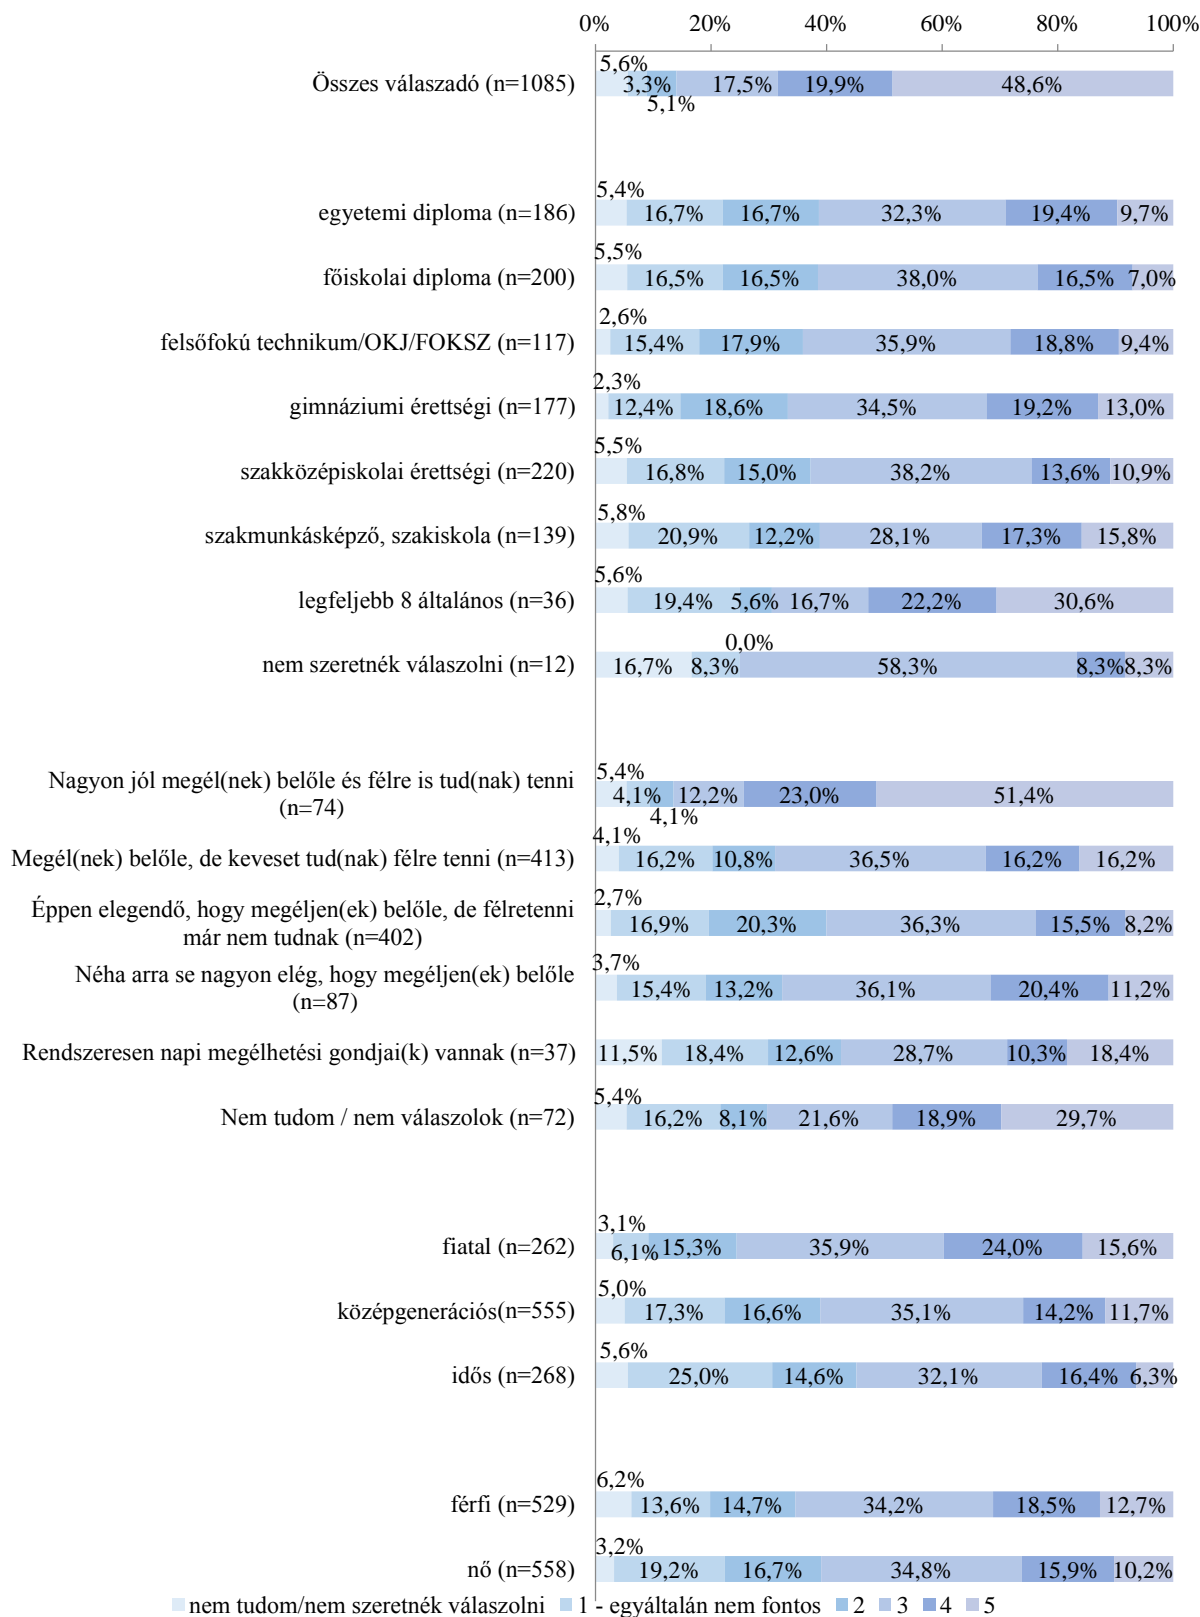 0% 20% 40% 60% 80% 100%
5,6%
Összes válaszadó (n=1085) 3,3% 17,5% 19,9% 48,6%
5,1%
5,4%
egyetemi diploma (n=186) 16,7% 16,7% 32,3% 19,4% 9,7%
5,5%
főiskolai diploma (n=200) 16,5% 16,5% 38,0% 16,5% 7,0%
2,6%
felsőfokú technikum/OKJ/FOKSZ (n=117) 15,4% 17,9% 35,9% 18,8% 9,4%
2,3%
gimnáziumi érettségi (n=177) 12,4% 18,6% 34,5% 19,2% 13,0%
5,5%
szakközépiskolai érettségi (n=220) 16,8% 15,0% 38,2% 13,6% 10,9%
5,8%
szakmunkásképző, szakiskola (n=139) 20,9% 12,2% 28,1% 17,3% 15,8%
5,6%
legfeljebb 8 általános (n=36) 19,4% 5,6% 16,7% 22,2% 30,6%
0,0%
nem szeretnék válaszolni (n=12) 16,7% 8,3% 58,3% 8,3% 8,3%
5,4%
Nagyon jól megél(nek) belőle és félre is tud(nak) tenni
(n=74) 4,1% 12,2% 23,0% 51,4%
4,1%
4,1%
Megél(nek) belőle, de keveset tud(nak) félre tenni (n=413) 16,2% 10,8% 36,5% 16,2% 16,2%
2,7%
Éppen elegendő, hogy megéljen(ek) belőle, de félretenni
már nem tudnak (n=402) 16,9% 20,3% 36,3% 15,5% 8,2%
3,7%
Néha arra se nagyon elég, hogy megéljen(ek) belőle
(n=87) 15,4% 13,2% 36,1% 20,4% 11,2%
Rendszeresen napi megélhetési gondjai(k) vannak (n=37) 11,5% 18,4% 12,6% 28,7% 10,3% 18,4%
5,4%
Nem tudom / nem válaszolok (n=72) 16,2% 8,1% 21,6% 18,9% 29,7%
3,1%
fiatal (n=262) 6,1% 15,3% 35,9% 24,0% 15,6%
5,0%
középgenerációs(n=555) 17,3% 16,6% 35,1% 14,2% 11,7%
5,6%
idős (n=268) 25,0% 14,6% 32,1% 16,4% 6,3%
6,2%
férfi (n=529) 13,6% 14,7% 34,2% 18,5% 12,7%
3,2%
nő (n=558) 19,2% 16,7% 34,8% 15,9% 10,2%
nem tudom/nem szeretnék válaszolni 1 - egyáltalán nem fontos 2 3 4 5